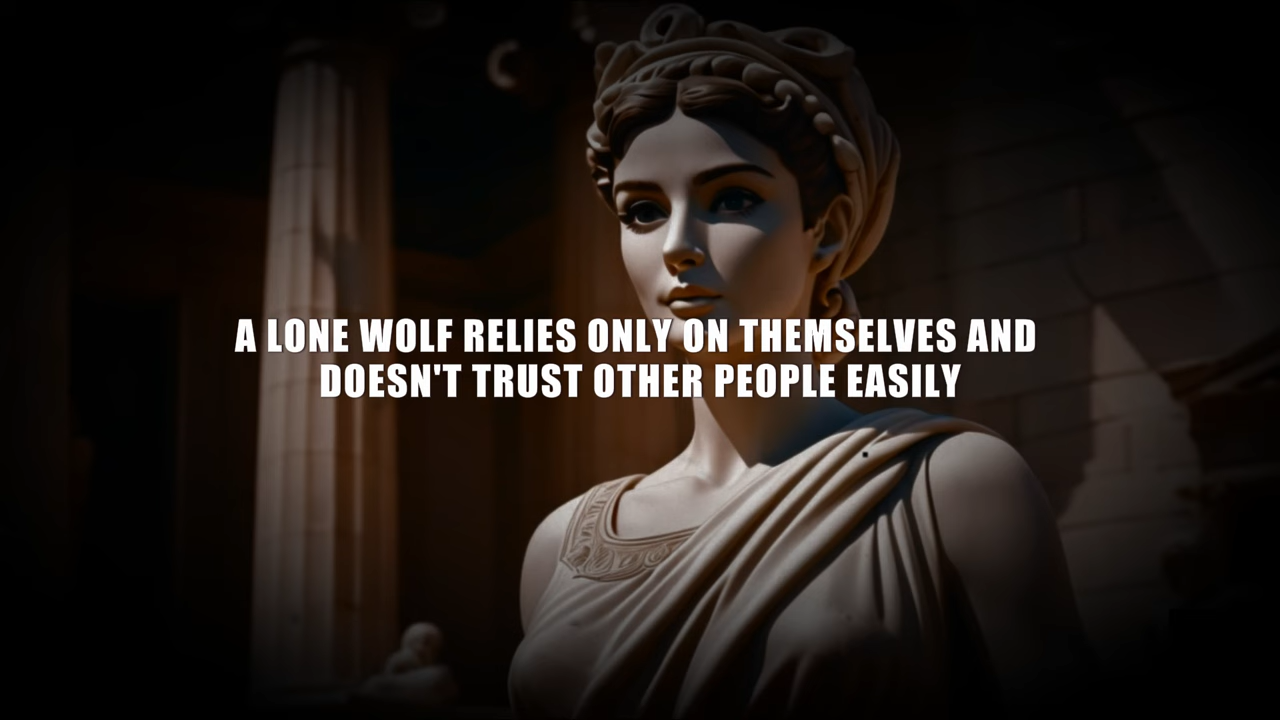 A LONE WOLF RELIES ONLY ON THEMSELVES AND
DOESN'T TRUST OTHER PEOPLE EASILY